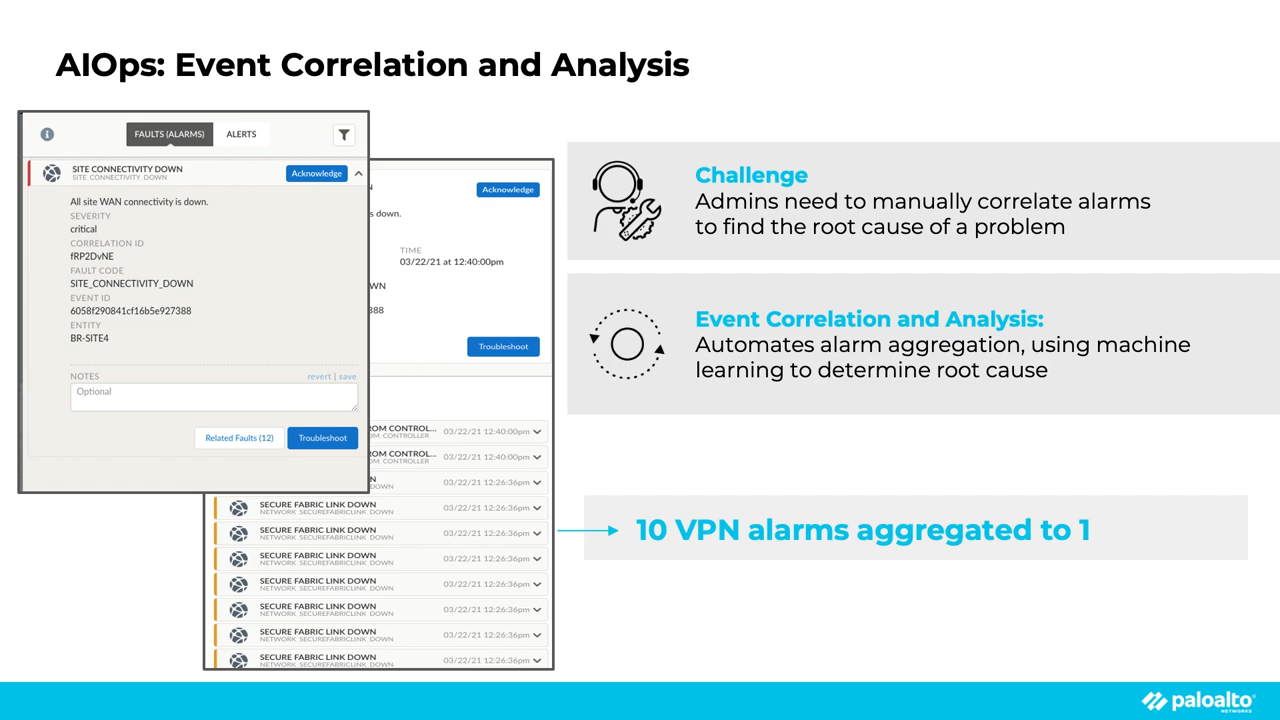 AIOps: Event Correlation and Analysis
FAULTS (ALARMS)
ALERTS
SITE CONNECTIVITY DOWN
SITE_CONNECTIVITY_DOWN
Acknowledge
All site WAN connectivity is down.
SEVERITY
critical
CORRELATION ID
fRP2DvNE
FAULT CODE
SITE_CONNECTIVITY_DOWN
EVENT ID
6058f290841cf16b5e927388
ENTITY
BR-SITE4
NOTES
revert | save
Optional
Related Faults (12)
Troubleshoot
N
Acknowledge
s down.
TIME
03/22/21 at 12:40:00pm
WN
388
Troubleshoot
ROM CONTROL... 03/22/21 12:40:00pm
OM_CONTROLLER
ROM CONTROL... 03/22/21 12:40:00pm
OM_CONTROLLER
N 03/22/21 12:26:36pm
DOWN
SECURE FABRIC LINK DOWN 03/22/21 12:26:36pm
NETWORK_SECUREFABRICLINK_DOWN
SECURE FABRIC LINK DOWN 03/22/21 12:26:36pm
NETWORK_SECUREFABRICLINK_DOWN
SECURE FABRIC LINK DOWN 03/22/21 12:26:36pm
NETWORK_SECUREFABRICLINK_DOWN
SECURE FABRIC LINK DOWN 03/22/21 12:26:36pm
NETWORK_SECUREFABRICLINK_DOWN
SECURE FABRIC LINK DOWN 03/22/21 12:26:36pm
NETWORK_SECUREFABRICLINK_DOWN
SECURE FABRIC LINK DOWN 03/22/21 12:26:36pm
NETWORK_SECUREFABRICLINK_DOWN
SECURE FABRIC LINK DOWN 03/22/21 12:26:36pm
NETWORK_SECUREFABRICLINK_DOWN
Challenge
Admins need to manually correlate alarms
to find the root cause of a problem
Event Correlation and Analysis:
Automates alarm aggregation, using machine
learning to determine root cause
10 VPN alarms aggregated to 1
paloalto
NETWORKS